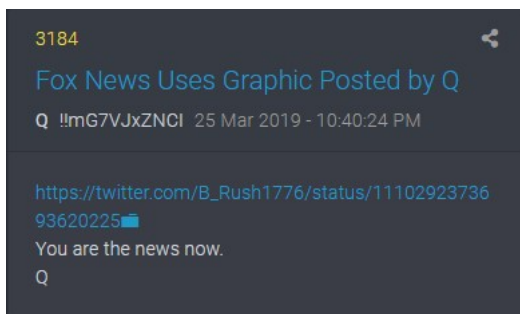 3184
Fox News Uses Graphic Posted by Q
Q !!mG7VJxZNCI 25 Mar 2019 - 10:40:24 PM
https://twitter.com/B_Rush1776/status/11102923736
93620225
You are the news now.
Q